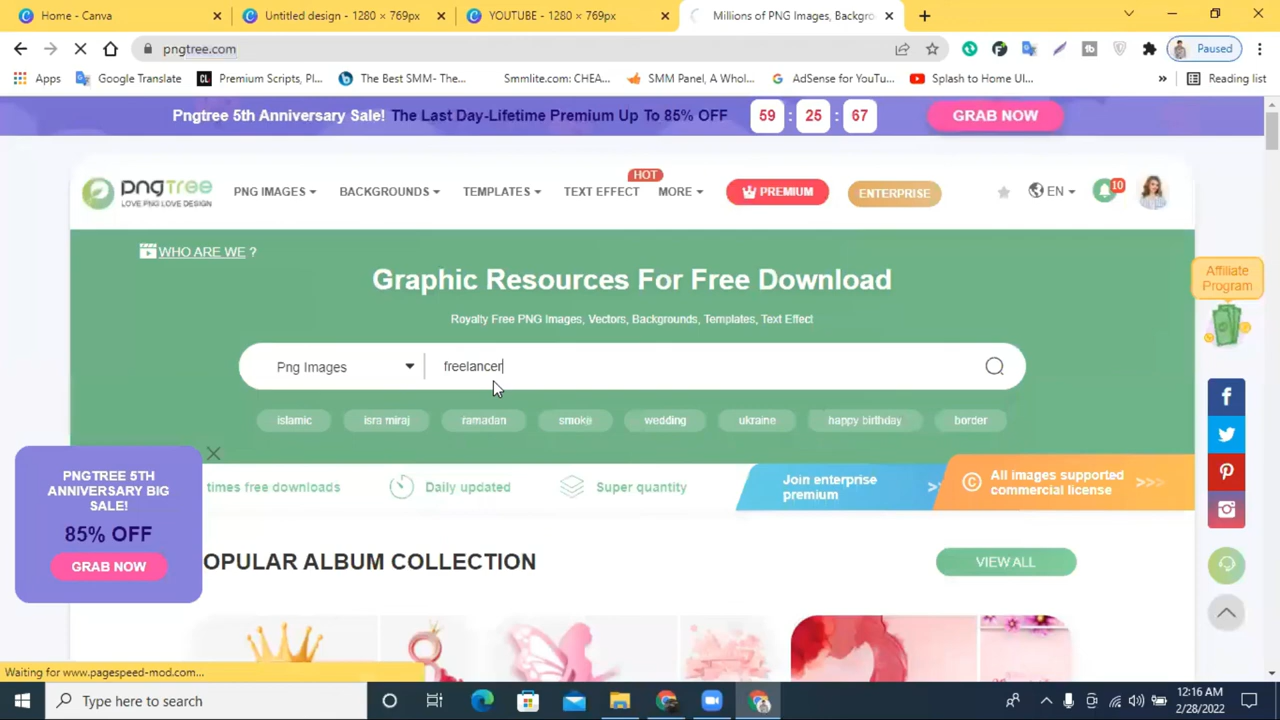 Home - Canva
Untitled design - 1280 × 769px
YOUTUBE - 1280 × 769px
Millions of PNG Images, Backgro
pngtree.com
Paused
Apps
Google Translate
Premium Scripts, Pl...
The Best SMM- The...
Smmlite.com: CHEA...
SMM Panel, A Whol...
AdSense for YouTu...
Splash to Home UI...
»
Reading list
Pngtree 5th Anniversary Sale! The Last Day-Lifetime Premium Up To 85% OFF
59 : 25 : 67
GRAB NOW
pngtree
LOVE PNG.LOVE DESIGN
PNG IMAGES
BACKGROUNDS
TEMPLATES
TEXT EFFECT
HOT
MORE
PREMIUM
ENTERPRISE
EN
10
WHO ARE WE ?
Graphic Resources For Free Download
Royalty Free PNG Images, Vectors, Backgrounds, Templates, Text Effect
Png Images
freelancer
islamic
isra miraj
ramadan
smoke
wedding
ukraine
happy birthday
border
Affiliate
Program
PNGTREE 5TH
ANNIVERSARY BIG
SALE!
85% OFF
GRAB NOW
times free downloads
Daily updated
Super quantity
Join enterprise
premium
All images supported
commercial license
OPULAR ALBUM COLLECTION
VIEW ALL
Waiting for www.pagespeed-mod.com...
Type here to search
12:16 AM
2/28/2022